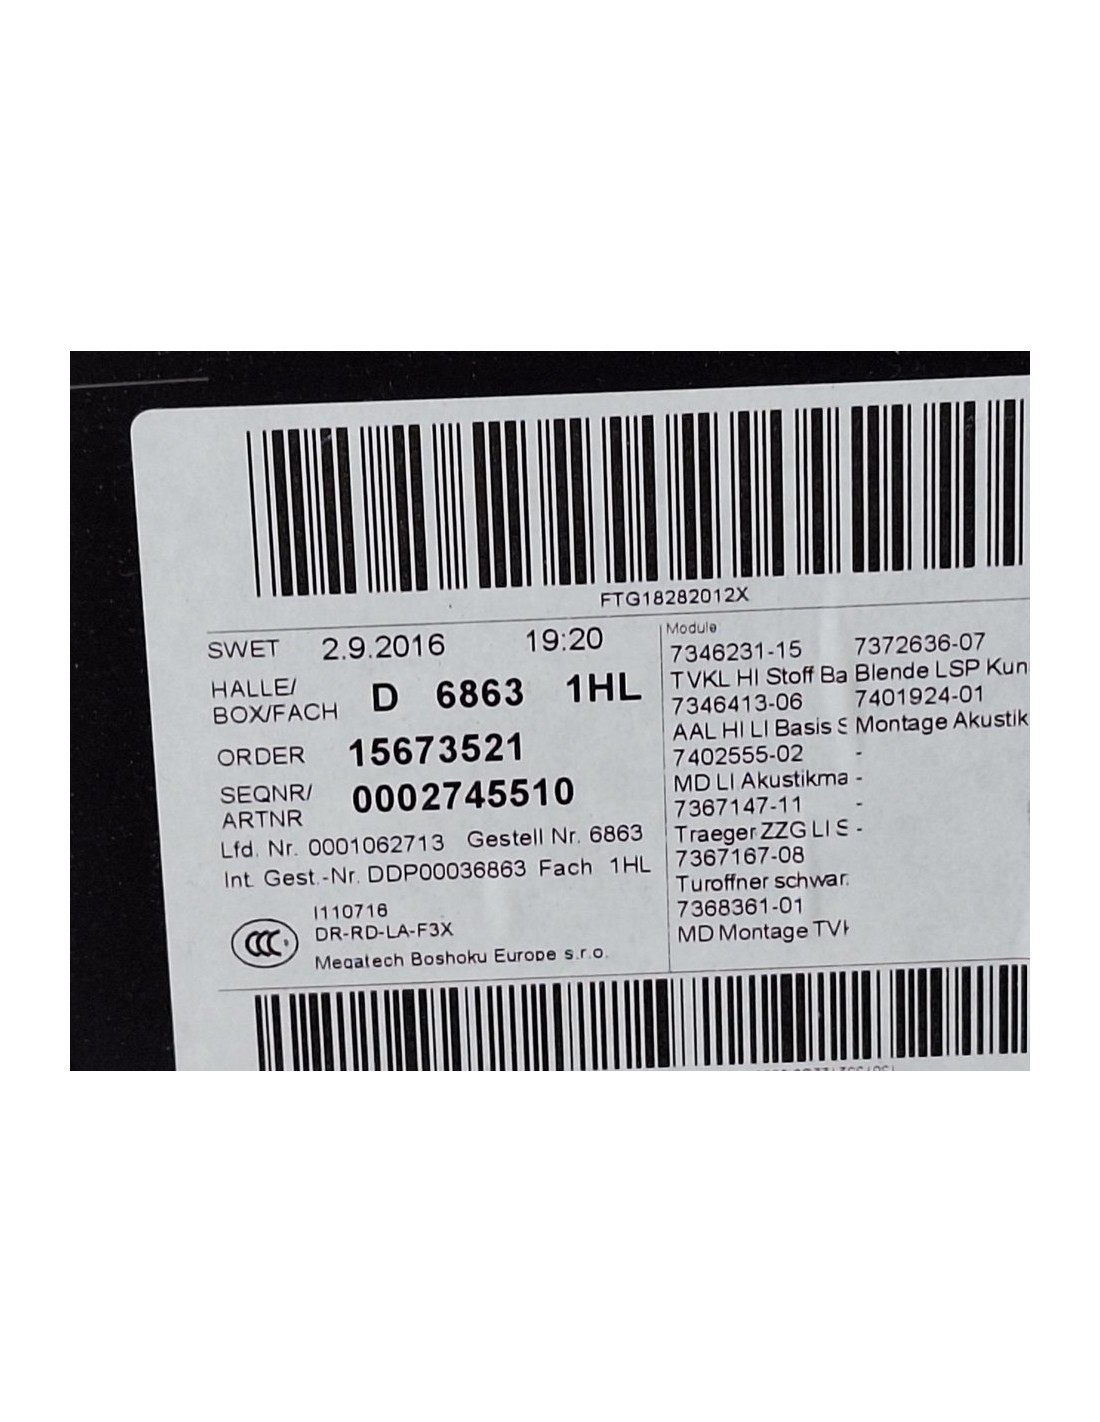 FTG18282012X
SWET 2.9.2016 19:20
HALLE/
BOX/FACH D 6863 1HL
ORDER 15673521
SEQNR/
ARTNR 0002745510
Lfd. Nr. 0001062713 Gestell Nr. 6863
Int. Gest.-Nr. DDP00036863 Fach 1HL
CCC
I110716
DR-RD-LA-F3X
Megatech Boshoku Europe s.r.o.
Module
7346231-15 7372636-07
TVKL HI Stoff Ba Blende LSP Kun
7346413-06 7401924-01
AAL HI LI Basis S Montage Akustik
7402555-02 -
MD LI Akustikma -
7367147-11 -
Traeger ZZG LI S -
7367167-08
Turoffner schwar.
7368361-01
MD Montage TVK